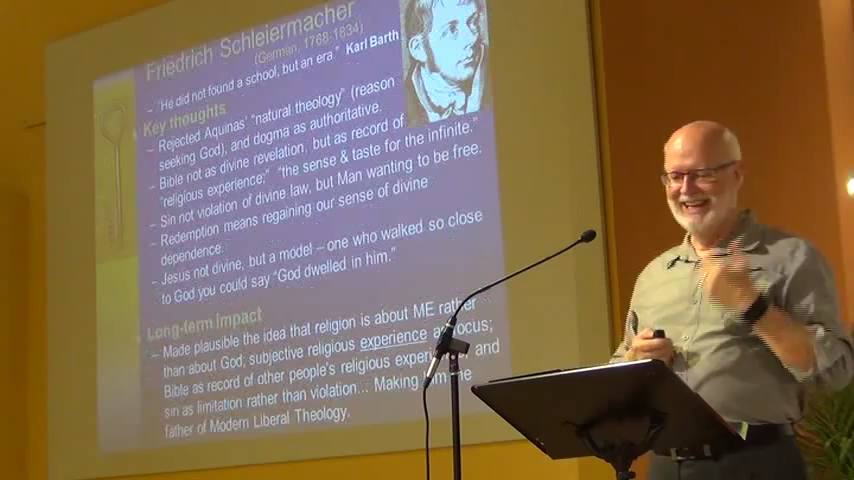 Friedrich Schleiermacher
(German, 1768-1834)
– "He did not found a school, but an era." Karl Barth
Key thoughts
– Rejected Aquinas' "natural theology" (reason
seeking God), and dogma as authoritative.
– Bible not as divine revelation, but as record of
"religious experience;" "the sense & taste for the infinite."
– Sin not violation of divine law, but Man wanting to be free.
– Redemption means regaining our sense of divine
dependence.
– Jesus not divine, but a model – one who walked so close
to God you could say "God dwelled in him."
Long-term impact
– Made plausible the idea that religion is about ME rather
than about God; subjective religious experience as focus;
Bible as record of other people's religious and
sin as limitation rather than violation… Making the
father of Modern Liberal Theology.